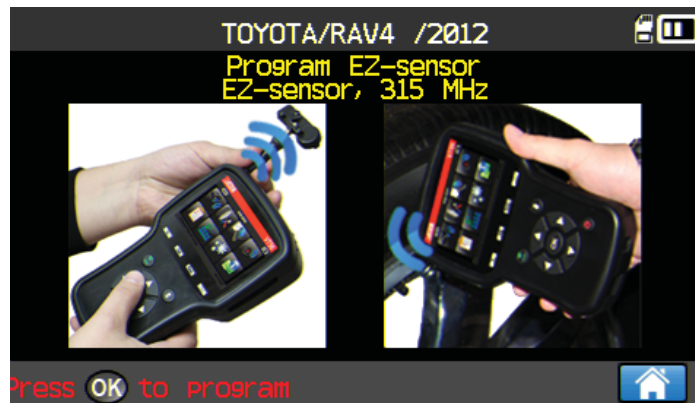 TOYOTA/RAV4 /2012
Program EZ-sensor
EZ-sensor, 315 MHz
Press OK to program